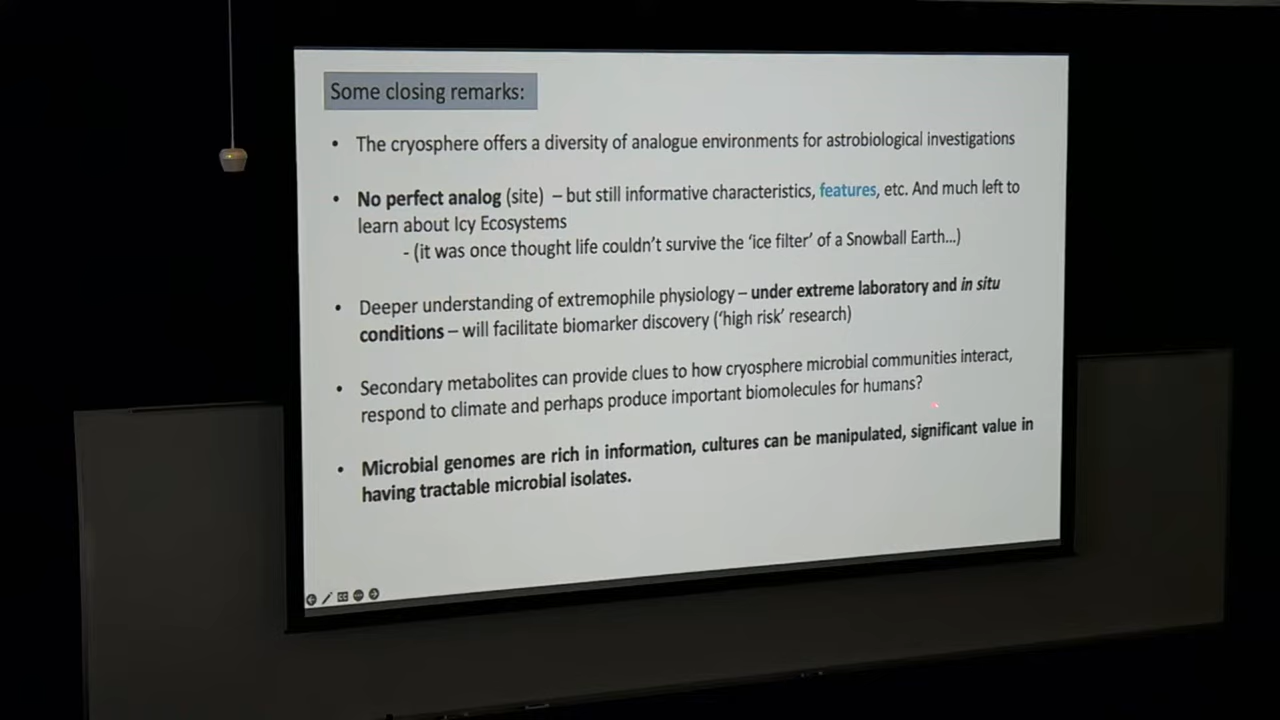 Some closing remarks:
• The cryosphere offers a diversity of analogue environments for astrobiological investigations
• No perfect analog (site) – but still informative characteristics, features, etc. And much left to
learn about Icy Ecosystems
- (it was once thought life couldn't survive the 'ice filter' of a Snowball Earth...)
• Deeper understanding of extremophile physiology – under extreme laboratory and in situ
conditions – will facilitate biomarker discovery ('high risk' research)
• Secondary metabolites can provide clues to how cryosphere microbial communities interact,
respond to climate and perhaps produce important biomolecules for humans?
• Microbial genomes are rich in information, cultures can be manipulated, significant value in
having tractable microbial isolates.